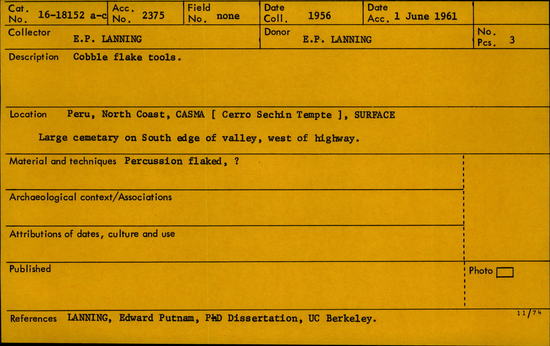 Cat. No. 16-18152 a-c Acc. No. 2375 Field No. none Date Coll. 1956 Date Acc. 1 June 1961
Collector E.P. LANNING Donor E.P. LANNING No. Pcs. 3
Description Cobble flake tools.
Location Peru, North Coast, CASMA [ Cerro Sechin Tempte ], SURFACE
Large cemetary on South edge of valley, west of highway.
Material and techniques Percussion flaked, ?
Archaeological context/Associations
Attributions of dates, culture and use
Published Photo
11/74
References LANNING, Edward Putnam, PhD Dissertation, UC Berkeley.